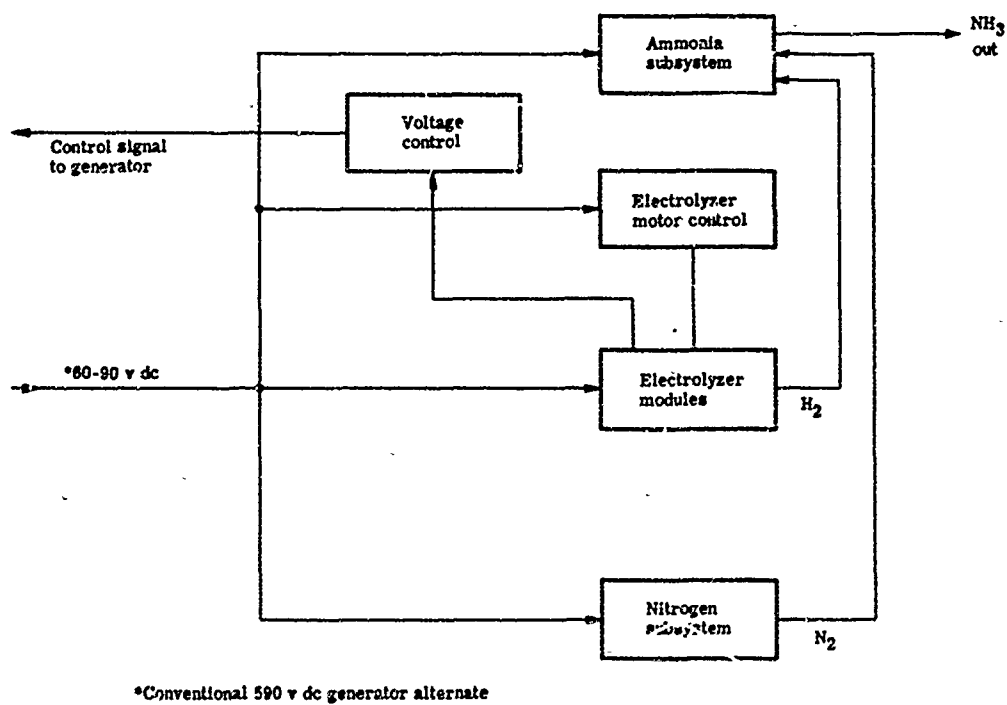 Ammonia
subsystem
NH3
out
Voltage
control
Control signal
to generator
Electrolyzer
motor control
*60-90 v dc
Electrolyzer
modules
H2
Nitrogen
subsystem
N2
*Conventional 590 v dc generator alternate